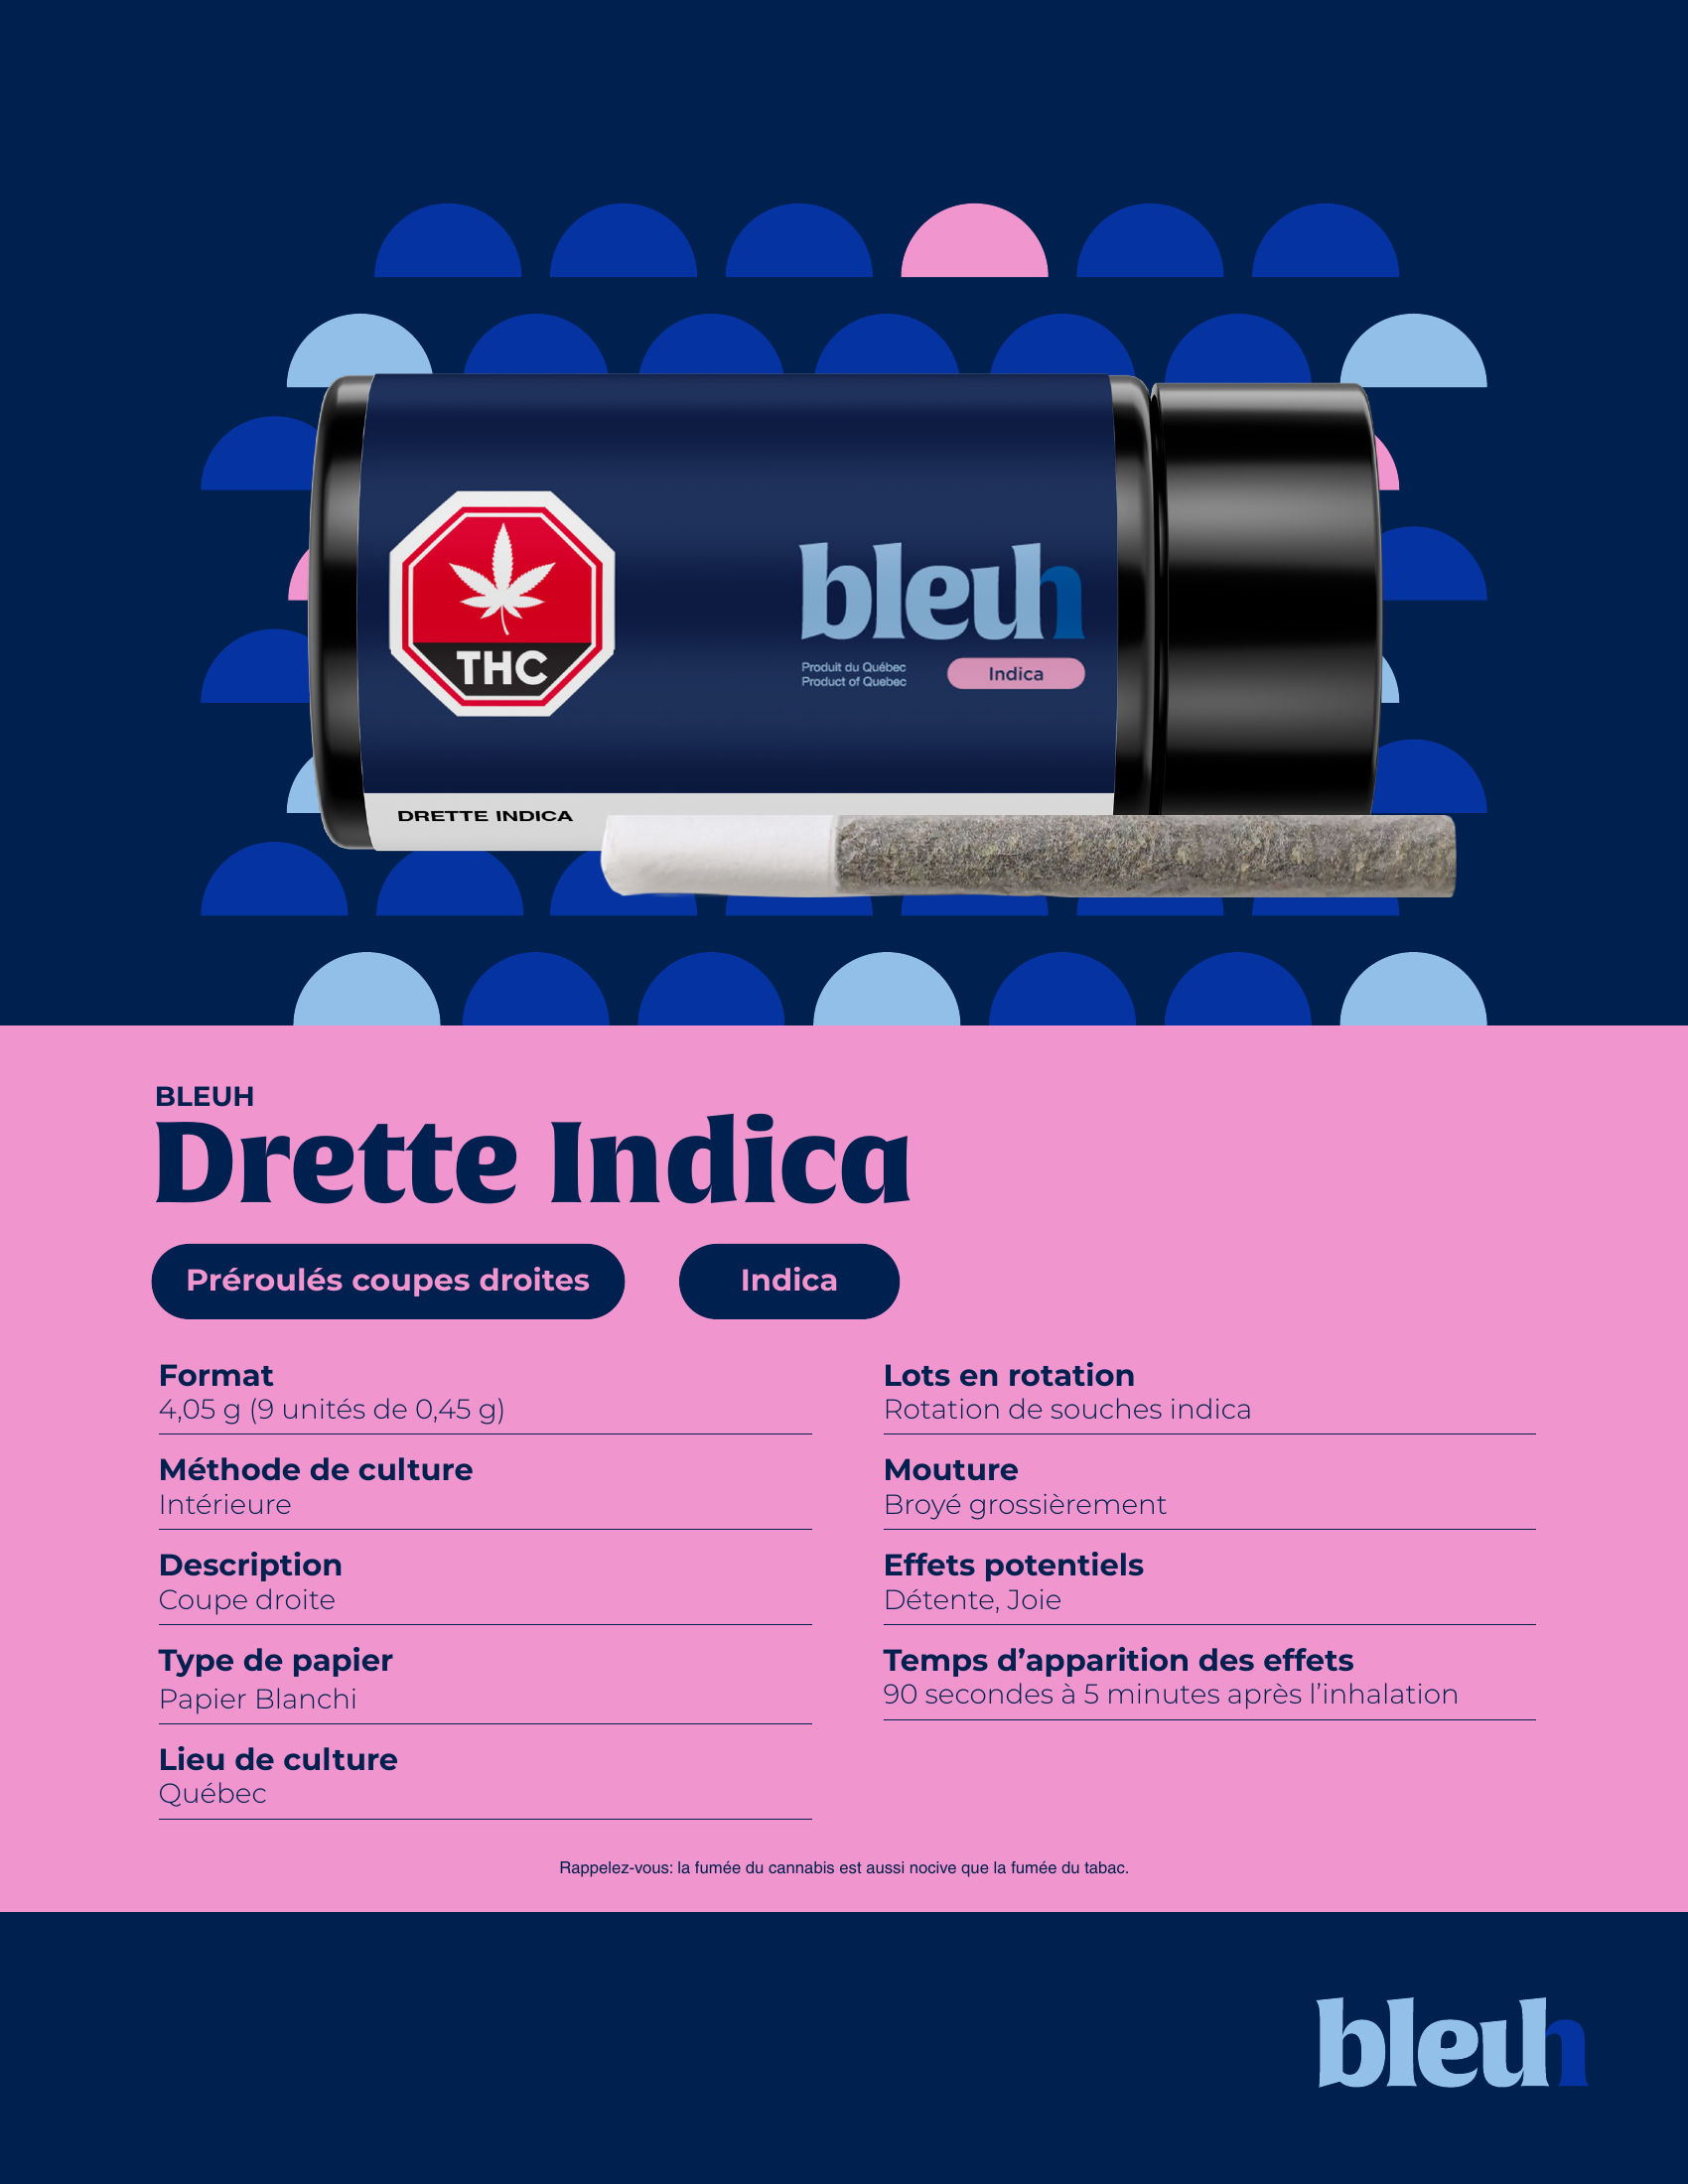 THC
bleuh
Produit du Québec
Product of Quebec
Indica
DRETTE INDICA
BLEUH
Drette Indica
Préroulés coupes droites
Indica
Format
4,05 g (9 unités de 0,45 g)
Méthode de culture
Intérieure
Description
Coupe droite
Type de papier
Papier Blanchi
Lieu de culture
Québec
Lots en rotation
Rotation de souches indica
Mouture
Broyé grossièrement
Effets potentiels
Détente, Joie
Temps d’apparition des effets
90 secondes à 5 minutes après l’inhalation
Rappelez-vous: la fumée du cannabis est aussi nocive que la fumée du tabac.
bleuh